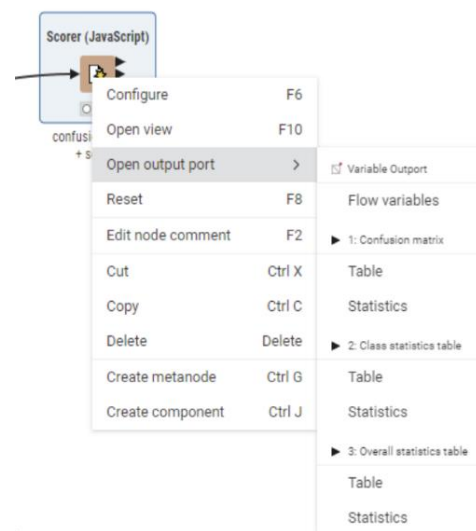 Scorer (JavaScript)
confusi
+ s
Configure F6
Open view F10
Open output port >
Reset F8
Edit node comment F2
Cut Ctrl X
Copy Ctrl C
Delete Delete
Create metanode Ctrl G
Create component Ctrl J
Variable Outport
Flow variables
1: Confusion matrix
Table
Statistics
2: Class statistics table
Table
Statistics
3: Overall statistics table
Table
Statistics